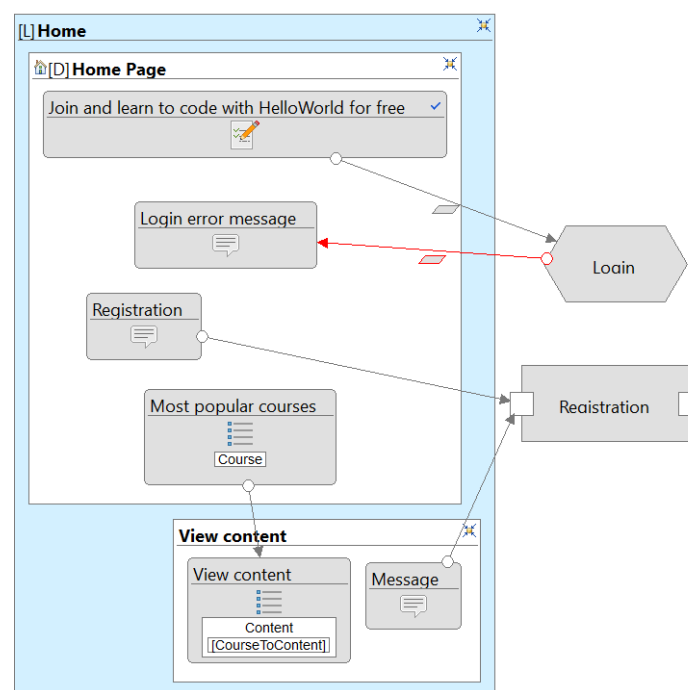 [L] Home
[D] Home Page
Join and learn to code with HelloWorld for free
Login error message
Login
Registration
Registration
Most popular courses
Course
View content
View content
Message
Content
[CourseToContent]